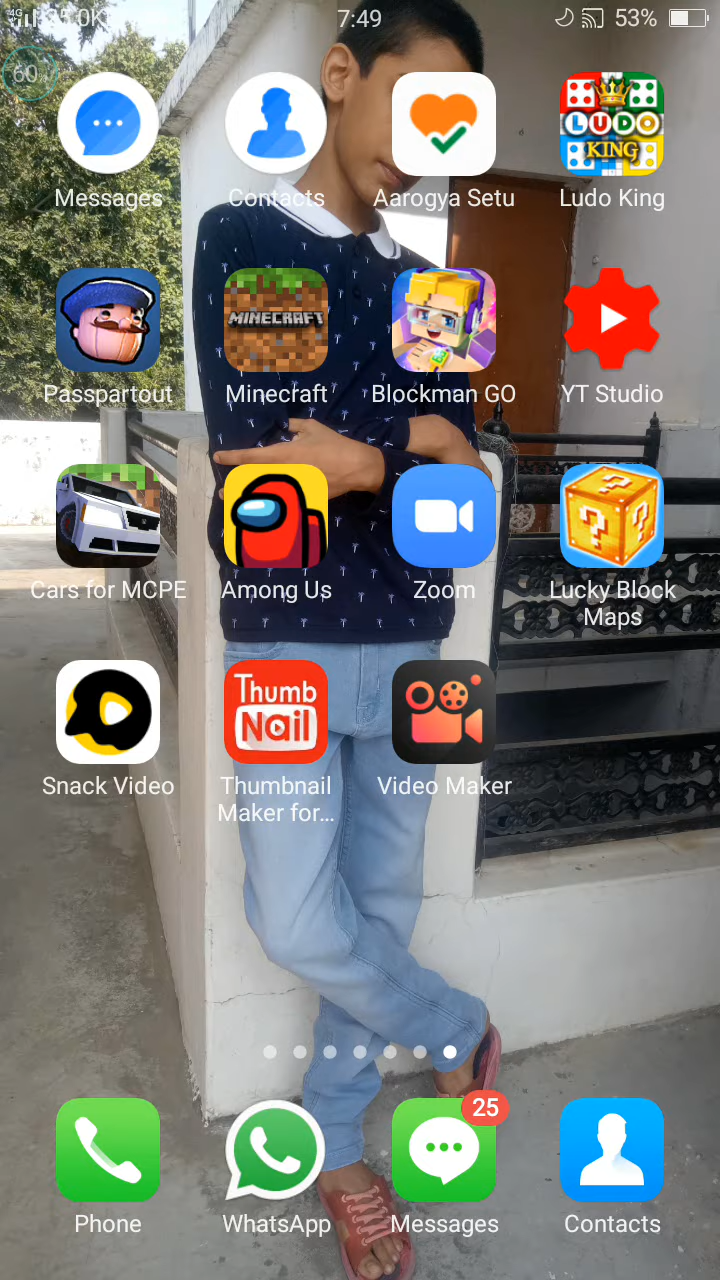 4G
7:49
53%
60
Messages
Contacts
Aarogya Setu
LUDO
KING
Ludo King
MINECRAFT
Passpartout
Minecraft
Blockman GO
YT Studio
Cars for MCPE
Among Us
Zoom
Lucky Block
Maps
Thumb
Nail
Snack Video
Thumbnail
Maker for...
Video Maker
25
Phone
WhatsApp
Messages
Contacts